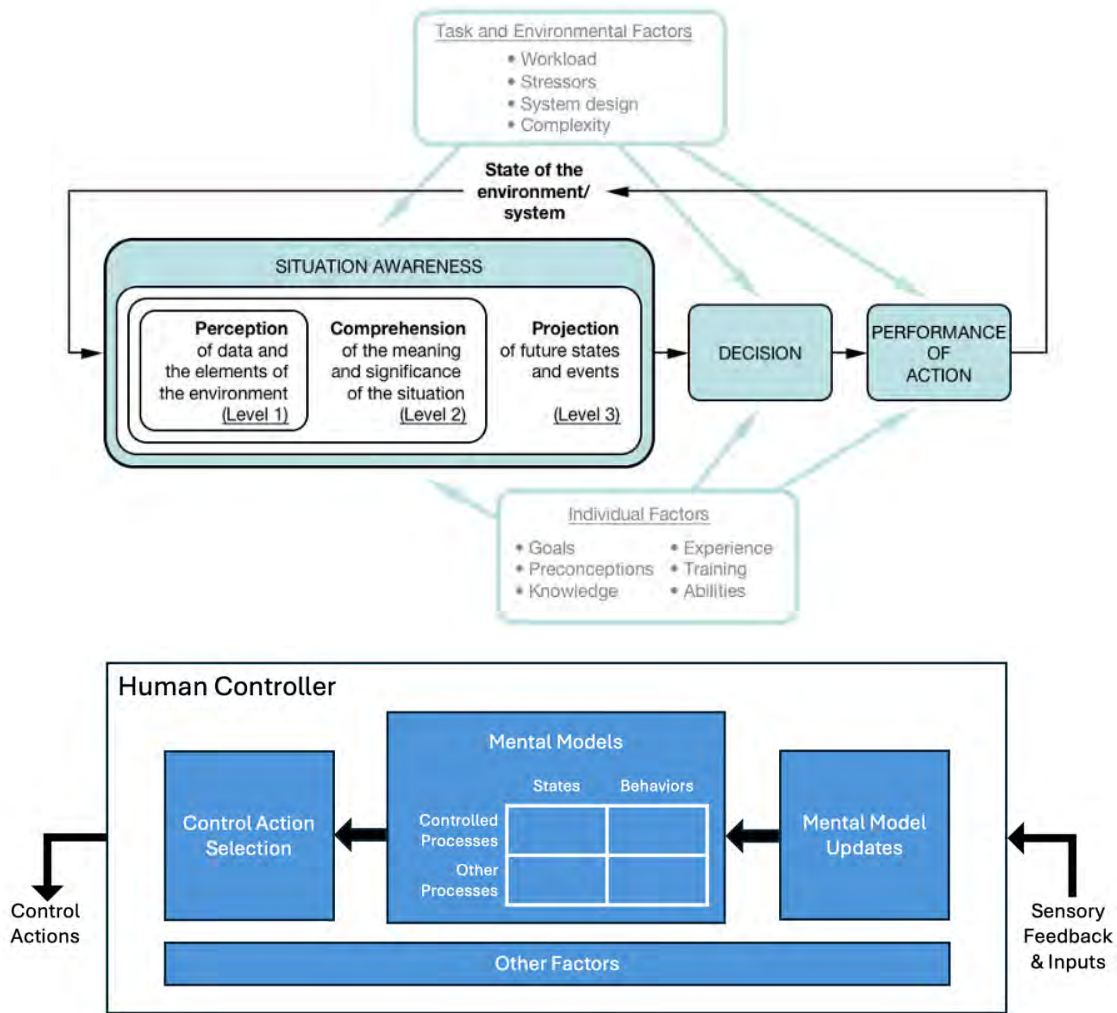 Task and Environmental Factors
• Workload
• Stressors
• System design
• Complexity
State of the
environment/
system
SITUATION AWARENESS
Perception
of data and
the elements of
the environment
(Level 1)
Comprehension
of the meaning
and significance
of the situation
(Level 2)
Projection
of future states
and events
(Level 3)
DECISION
PERFORMANCE
OF
ACTION
Individual Factors
• Goals
• Preconceptions
• Knowledge
• Experience
• Training
• Abilities
Human Controller
Control Action
Selection
Mental Models
States
Behaviors
Controlled
Processes
Other
Processes
Mental Model
Updates
Other Factors
Control
Actions
Sensory
Feedback
& Inputs